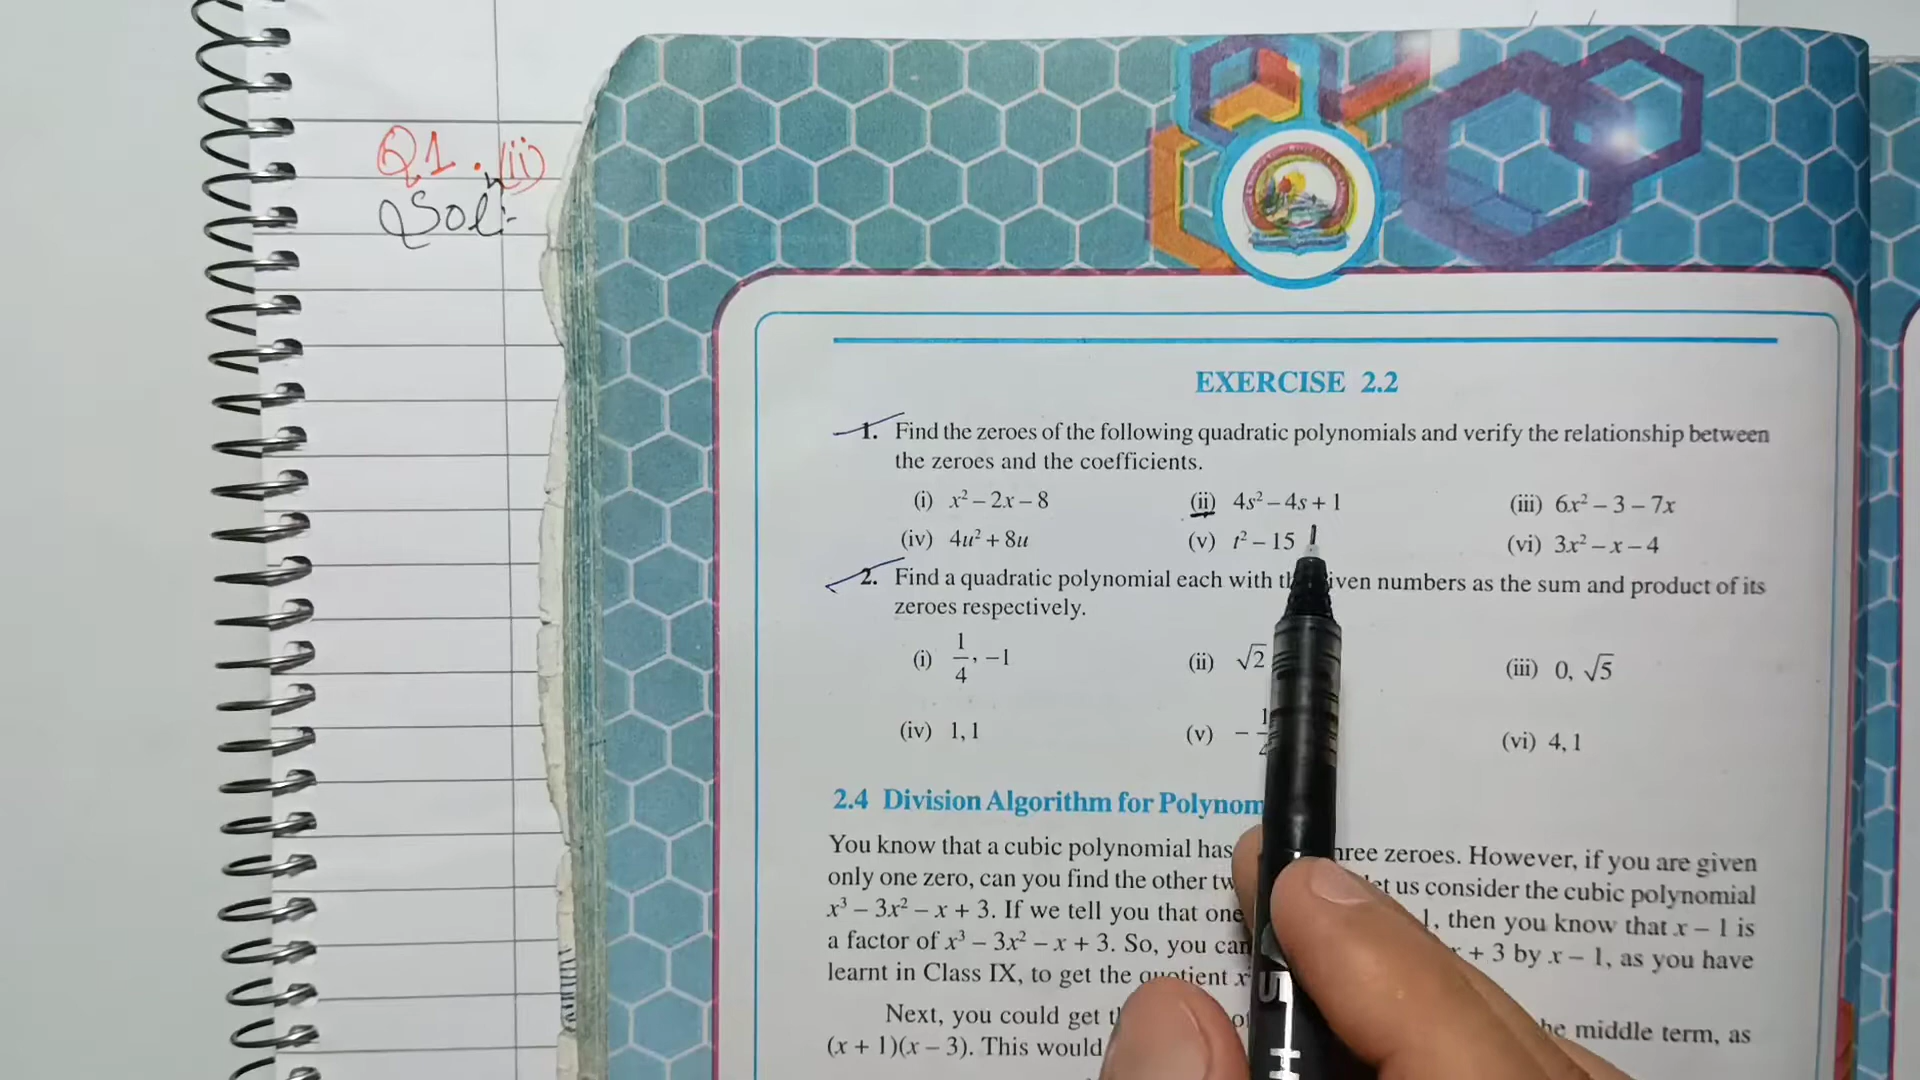 Q1. (ii)
Sol:-
EXERCISE 2.2
1. Find the zeroes of the following quadratic polynomials and verify the relationship between
the zeroes and the coefficients.
(i) x² – 2x – 8 (ii) 4s² – 4s + 1 (iii) 6x² – 3 – 7x
(iv) 4u² + 8u (v) t² – 15 (vi) 3x² – x – 4
2. Find a quadratic polynomial each with given numbers as the sum and product of its
zeroes respectively.
(i) 1/4, –1 (ii) √2 (iii) 0, √5
(iv) 1, 1 (v) – (vi) 4, 1
2.4 Division Algorithm for
You know that a cubic polynomial has three zeroes. However, if you are given
only one zero, can you find the other let us consider the cubic polynomial
x³ – 3x² – x + 3. If we tell you that one 1, then you know that x – 1 is
a factor of x³ – 3x² – x + 3. So, you can + 3 by x – 1, as you have
learnt in Class IX, to get the quotient
Next, you could get middle term, as
(x + 1)(x – 3). This would